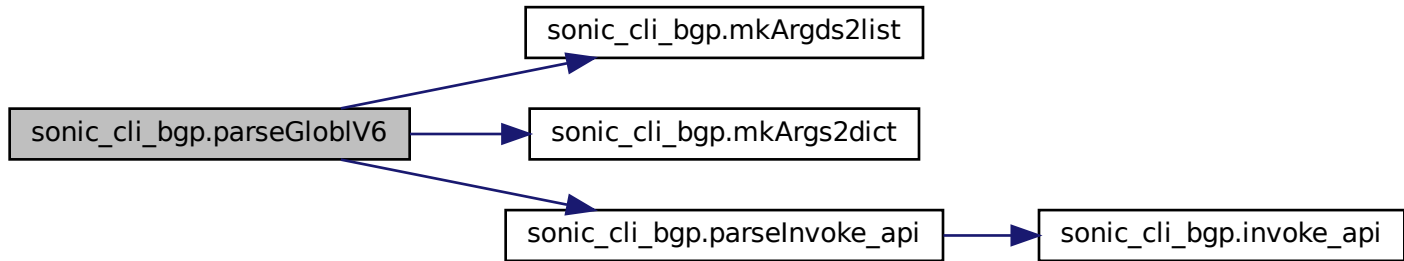 sonic_cli_bgp.mkArgds2list
sonic_cli_bgp.parseGloblV6
sonic_cli_bgp.mkArgs2dict
sonic_cli_bgp.parseInvoke_api
sonic_cli_bgp.invoke_api